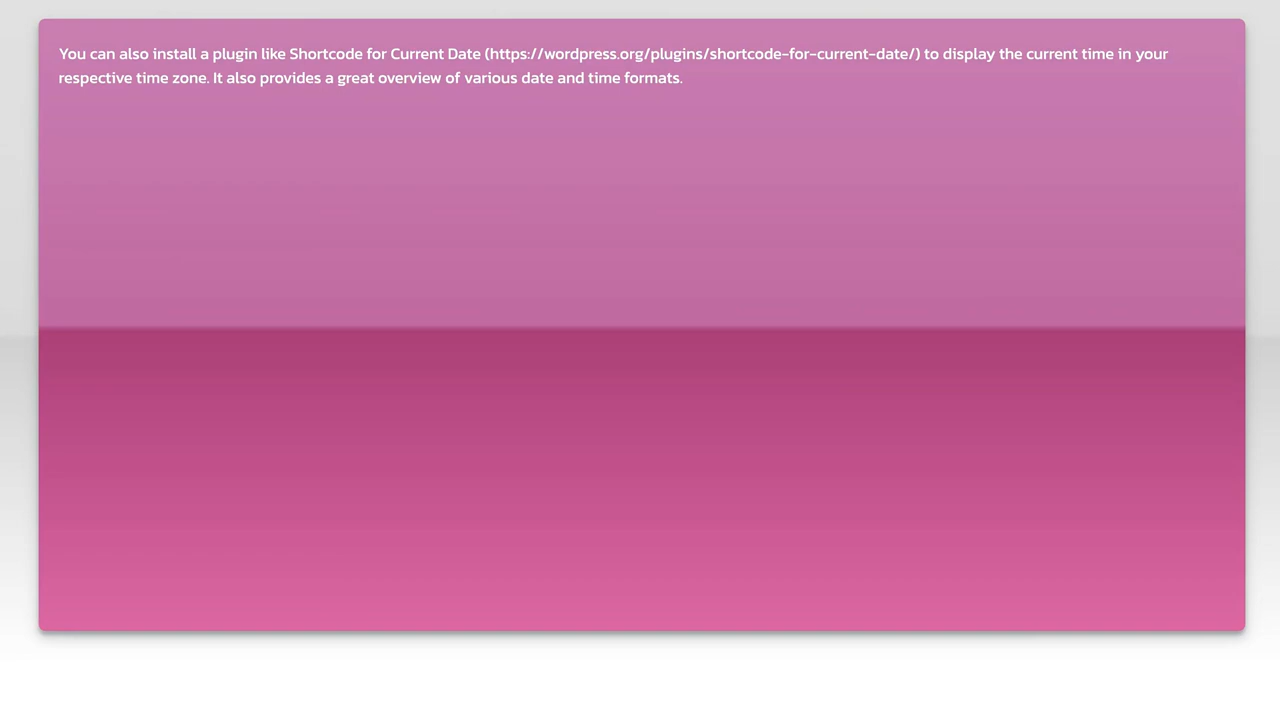 You can also install a plugin like Shortcode for Current Date (https://wordpress.org/plugins/shortcode-for-current-date/) to display the current time in your
respective time zone. It also provides a great overview of various date and time formats.